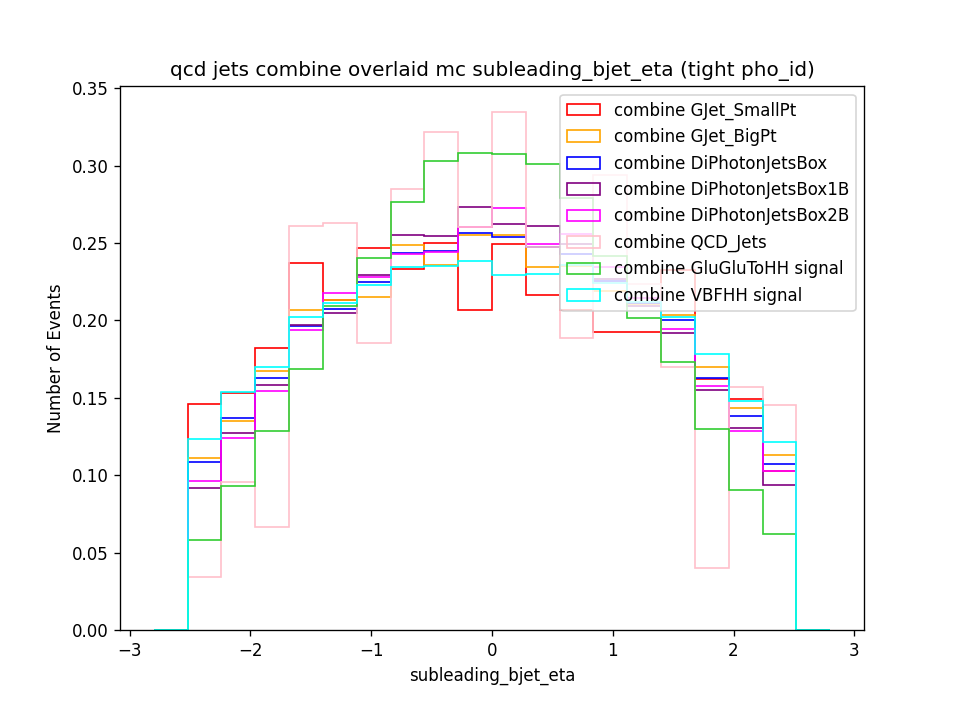 qcd jets combine overlaid mc subleading_bjet_eta (tight pho_id)
0.35
0.30
0.25
0.20
0.15
0.10
0.05
0.00
Number of Events
combine GJet_SmallPt
combine GJet_BigPt
combine DiPhotonJetsBox
combine DiPhotonJetsBox1B
combine DiPhotonJetsBox2B
combine QCD_Jets
combine GluGluToHH signal
combine VBFHH signal
−3 −2 −1 0 1 2 3
subleading_bjet_eta